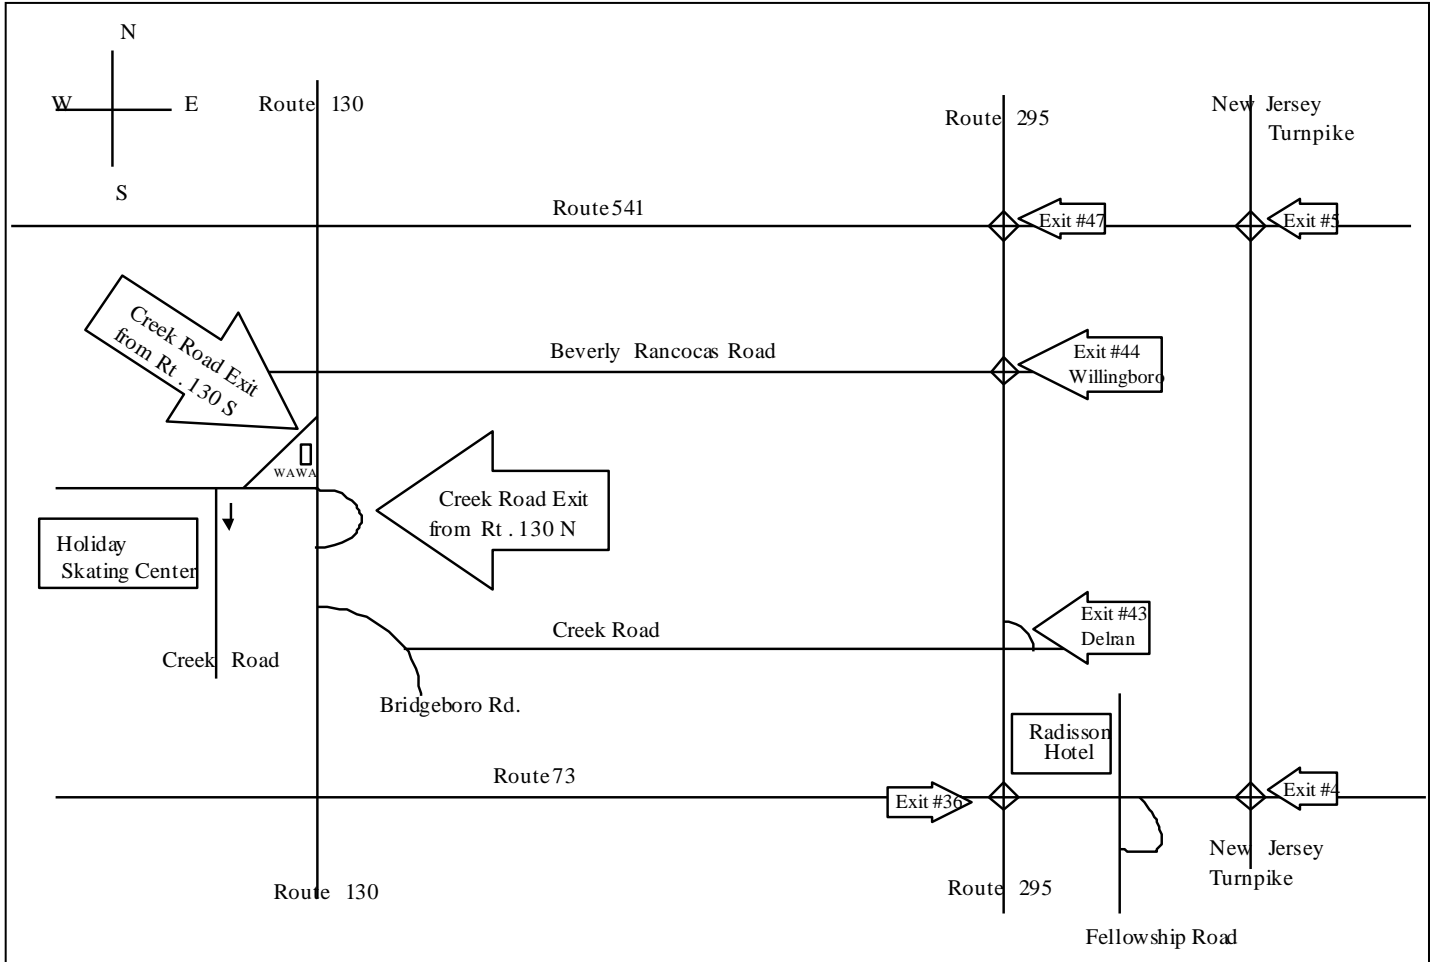 N
W E
S
Route 130
Route 295
New Jersey
Turnpike
Route 541
Exit #47
Exit #5
Creek Road Exit
from Rt . 130 S
Beverly Rancocas Road
Exit #44
Willingboro
WAWA
Creek Road Exit
from Rt . 130 N
Holiday
Skating Center
Creek Road
Creek Road
Exit #43
Delran
Bridgeboro Rd.
Radisson
Hotel
Route 73
Exit #36
Exit #4
New Jersey
Turnpike
Route 130
Route 295
Fellowship Road